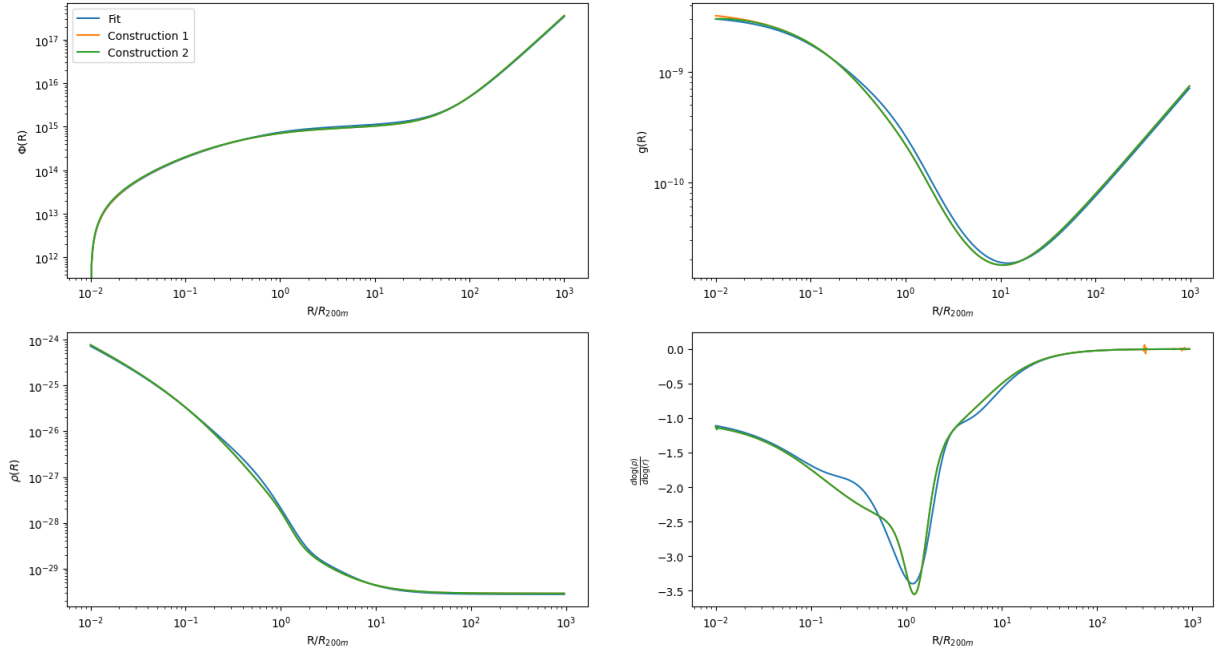 Fit
Construction 1
Construction 2
10^17
10^16
10^15
10^14
10^13
10^12
Φ(R)
10^-2 10^-1 10^0 10^1 10^2 10^3
R/R_200m
10^-9
10^-10
g(R)
10^-2 10^-1 10^0 10^1 10^2 10^3
R/R_200m
10^-24
10^-25
10^-26
10^-27
10^-28
10^-29
ρ(R)
10^-2 10^-1 10^0 10^1 10^2 10^3
R/R_200m
0.0
-0.5
-1.0
-1.5
-2.0
-2.5
-3.0
-3.5
dlog(ρ)
dlog(r)
10^-2 10^-1 10^0 10^1 10^2 10^3
R/R_200m